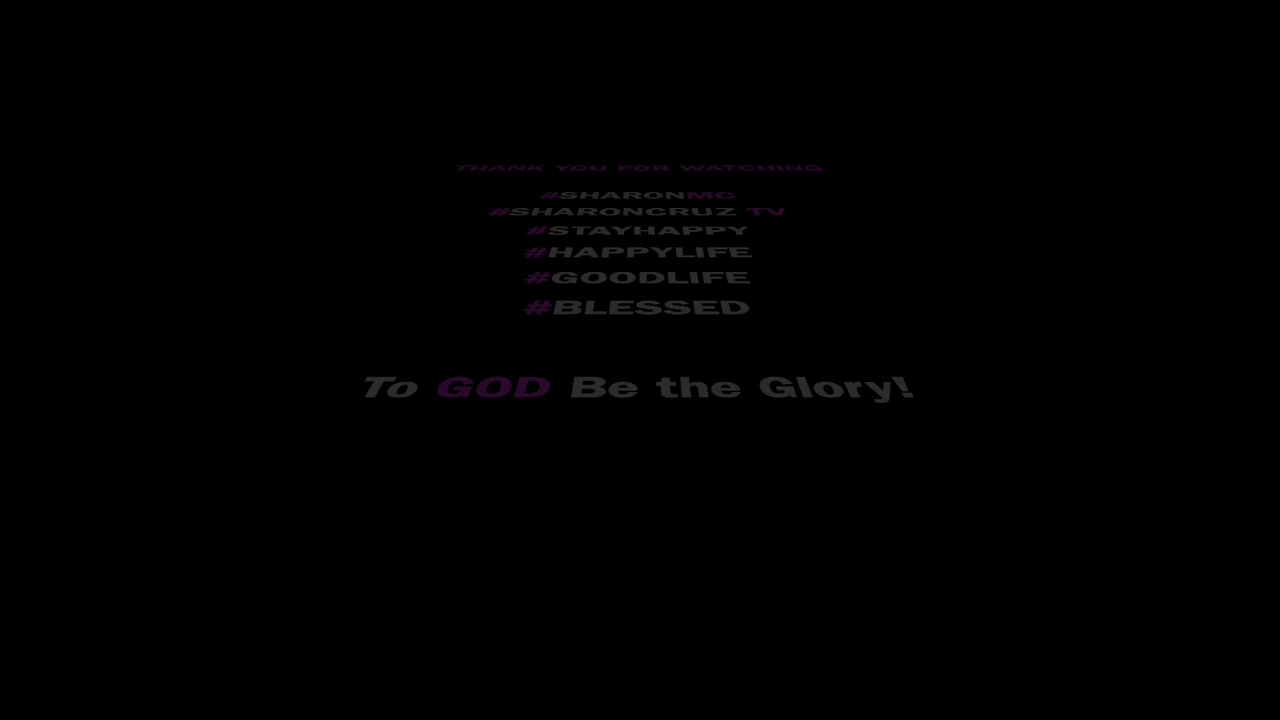 THANK YOU FOR WATCHING
#SHARONMC
#SHARONCRUZ TV
#STAYHAPPY
#HAPPYLIFE
#GOODLIFE
#BLESSED
To GOD Be the Glory!